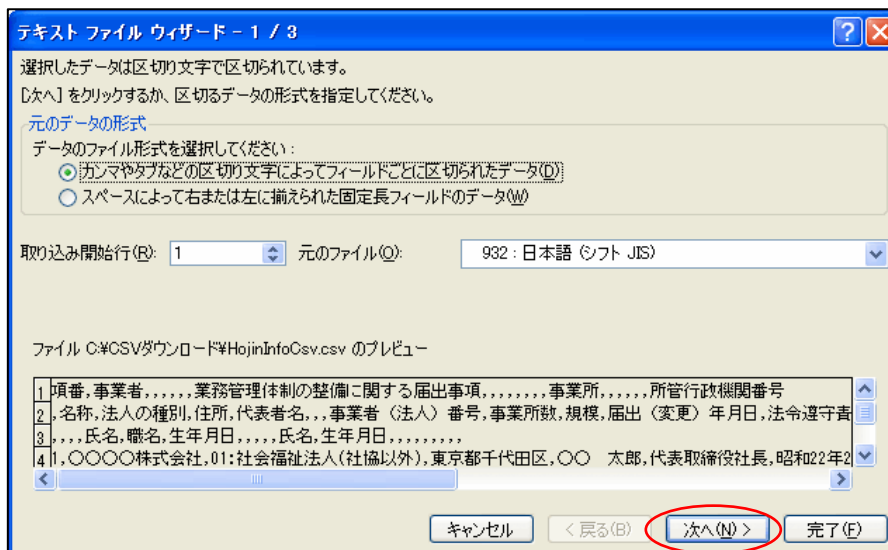 テキスト ファイル ウィザード - 1 / 3
選択したデータは区切り文字で区切られています。
[次へ] をクリックするか、区切るデータの形式を指定してください。
元のデータの形式
データのファイル形式を選択してください：
カンマやタブなどの区切り文字によってフィールドごとに区切られたデータ(D)
スペースによって右または左に揃えられた固定長フィールドのデータ(W)
取り込み開始行(R): 1 元のファイル(O): 932 : 日本語 (シフト JIS)
ファイル C:¥CSVダウンロード¥HojinInfoCsv.csv のプレビュー
1 項番,事業者,,,,,,業務管理体制の整備に関する届出事項,,,,,,,,事業所,,,,,,所管行政機関番号
2 ,名称,法人の種別,住所,代表者名,,,事業者（法人）番号,事業所数,規模,届出（変更）年月日,法令遵守責
3 ,,,,氏名,職名,生年月日,,,,,氏名,生年月日,,,,,,,,,
4 1,〇〇〇〇株式会社,01:社会福祉法人(社協以外),東京都千代田区,〇〇　太郎,代表取締役社長,昭和22年2
キャンセル < 戻る(B) 次へ(N) > 完了(F)